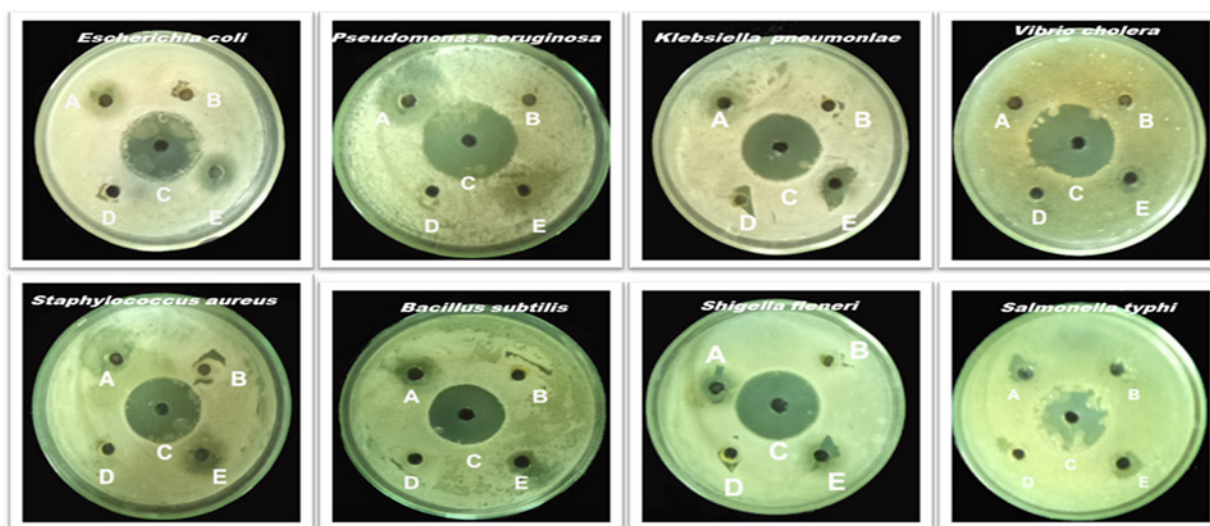 Escherichia coli
A
B
C
D
E
Pseudomonas aeruginosa
A
B
C
D
E
Klebsiella pneumoniae
A
B
C
D
E
Vibrio cholera
A
B
C
D
E
Staphylococcus aureus
A
B
C
D
E
Bacillus subtilis
A
B
C
D
E
Shigella fleneri
A
B
C
D
E
Salmonella typhi
A
B
C
D
E